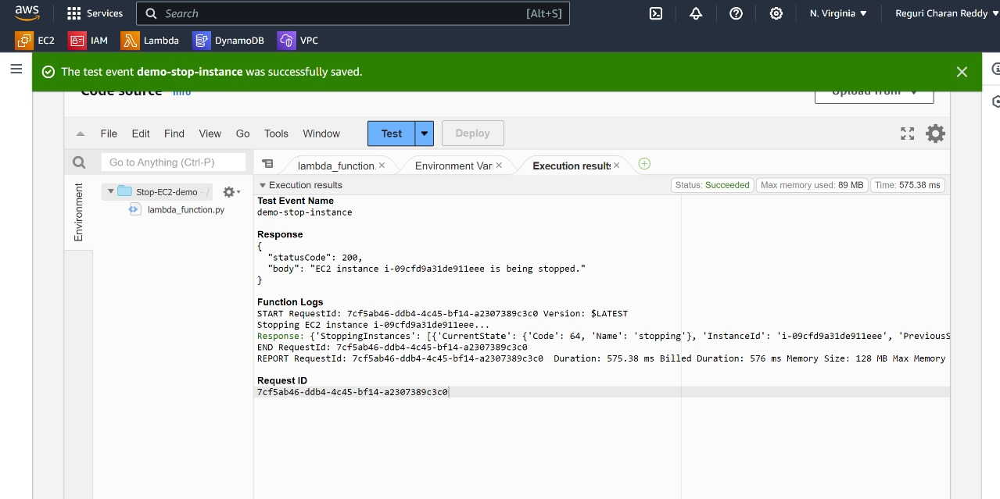 aws
Services
Search
[Alt+S]
N. Virginia
Reguri Charan Reddy
EC2
IAM
Lambda
DynamoDB
VPC
The test event demo-stop-instance was successfully saved.
Code source
Info
Upload from
File
Edit
Find
View
Go
Tools
Window
Test
Deploy
Go to Anything (Ctrl-P)
lambda_function.
Environment Var
Execution results
Environment
Stop-EC2-demo - /
lambda_function.py
Execution results
Status: Succeeded
Max memory used: 89 MB
Time: 575.38 ms
Test Event Name
demo-stop-instance
Response
{
"statusCode": 200,
"body": "EC2 instance i-09cfd9a31de911eee is being stopped."
}
Function Logs
START RequestId: 7cf5ab46-ddb4-4c45-bf14-a2307389c3c0 Version: $LATEST
Stopping EC2 instance i-09cfd9a31de911eee...
Response: {'StoppingInstances': [{'CurrentState': {'Code': 64, 'Name': 'stopping'}, 'InstanceId': 'i-09cfd9a31de911eee', 'PreviousS
END RequestId: 7cf5ab46-ddb4-4c45-bf14-a2307389c3c0
REPORT RequestId: 7cf5ab46-ddb4-4c45-bf14-a2307389c3c0 Duration: 575.38 ms Billed Duration: 576 ms Memory Size: 128 MB Max Memory
Request ID
7cf5ab46-ddb4-4c45-bf14-a2307389c3c0